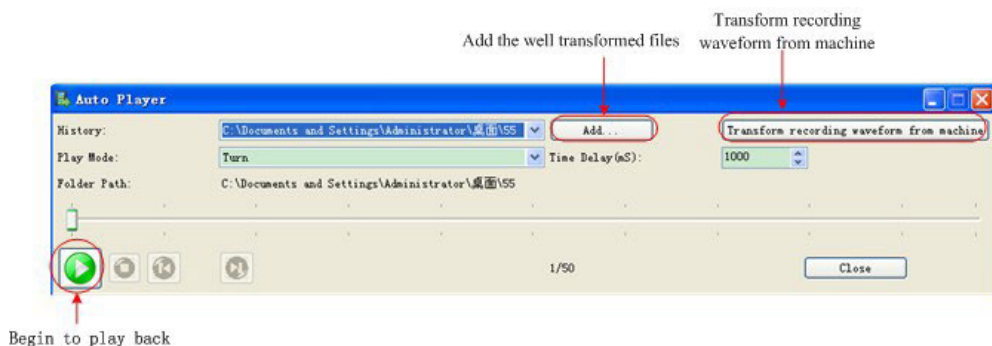 Transform recording
waveform from machine
Add the well transformed files
Auto Player
History: C:\Documents and Settings\Administrator\桌面\55 Add... Transform recording waveform from machine
Play Mode: Turn Time Delay(mS): 1000
Folder Path: C:\Documents and Settings\Administrator\桌面\55
1/50 Close
Begin to play back